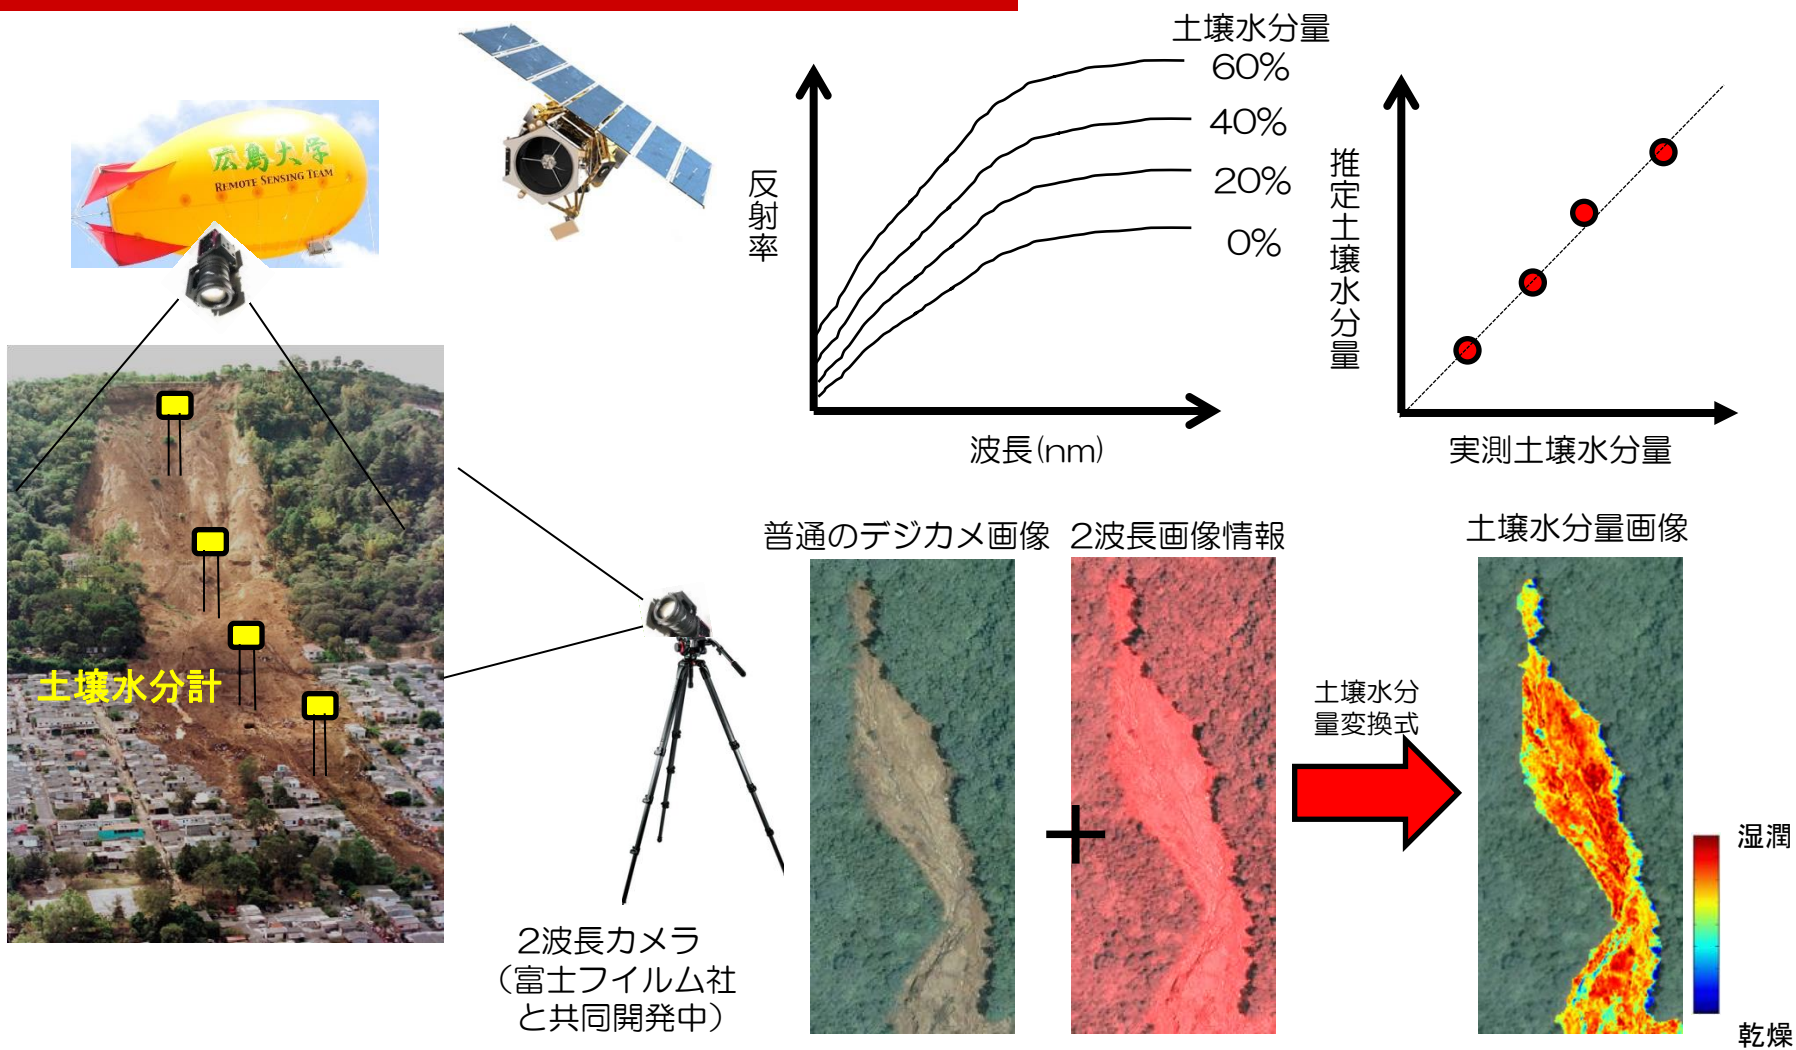 広島大学
REMOTE SENSING TEAM
土壌水分量
60%
40%
20%
0%
反射率
波長(nm)
推定土壌水分量
実測土壌水分量
土壌水分計
2波長カメラ
（富士フイルム社
と共同開発中）
普通のデジカメ画像
2波長画像情報
土壌水分
量変換式
土壌水分量画像
湿潤
乾燥